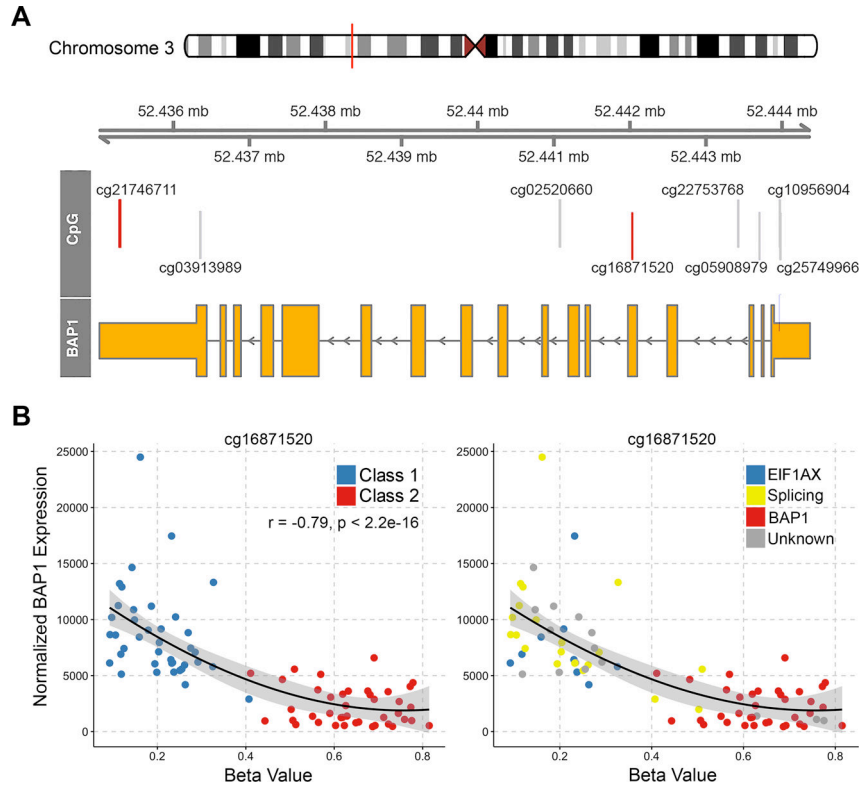 A
Chromosome 3
52.436 mb 52.438 mb 52.44 mb 52.442 mb 52.444 mb
52.437 mb 52.439 mb 52.441 mb 52.443 mb
CpG
cg21746711 cg02520660 cg22753768 cg10956904
cg03913989 cg16871520 cg05908979 cg25749966
BAP1
B
cg16871520
Normalized BAP1 Expression
25000
20000
15000
10000
5000
0
Class 1
Class 2
r = -0.79, p < 2.2e-16
0.2 0.4 0.6 0.8
Beta Value
cg16871520
25000
20000
15000
10000
5000
0
EIF1AX
Splicing
BAP1
Unknown
0.2 0.4 0.6 0.8
Beta Value